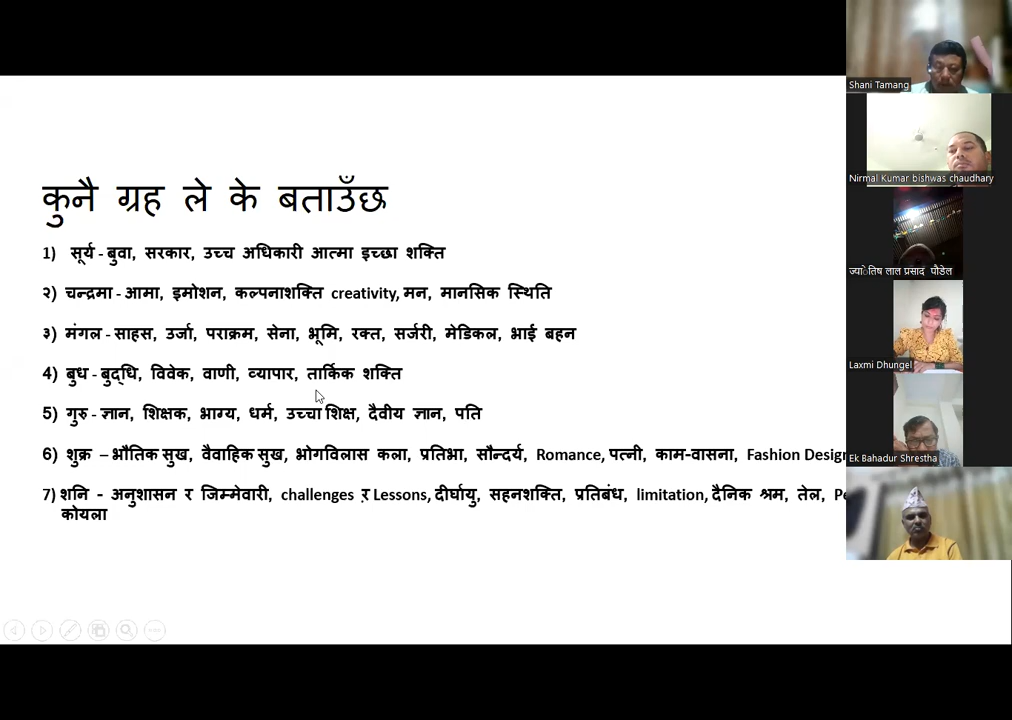 कुनै ग्रह ले के बताउँछ
1) सूर्य - बुवा, सरकार, उच्च अधिकारी आत्मा इच्छा शक्ति
२) चन्द्रमा - आमा, इमोशन, कल्पनाशक्ति creativity, मन, मानसिक स्थिति
३) मंगल - साहस, उर्जा, पराक्रम, सेना, भूमि, रक्त, सर्जरी, मेडिकल, भाई बहन
4) बुध - बुद्धि, विवेक, वाणी, व्यापार, तार्किक शक्ति
5) गुरु - ज्ञान, शिक्षक, भाग्य, धर्म, उच्चा शिक्ष, दैवीय ज्ञान, पति
6) शुक्र – भौतिक सुख, वैवाहिक सुख, भोगविलास कला, प्रतिभा, सौन्दर्य, Romance, पत्नी, काम-वासना, Fashion
7) शनि - अनुशासन र जिम्मेवारी, challenges र Lessons, दीर्घायु, सहनशक्ति, प्रतिबंध, limitation, दैनिक श्रम, तेल,
कोयला
Shani Tamang
Nirmal Kumar bishwas chaudhary
ज्योतिष लाल प्रसाद पौडेल
Laxmi Dhungel
Ek Bahadur Shrestha